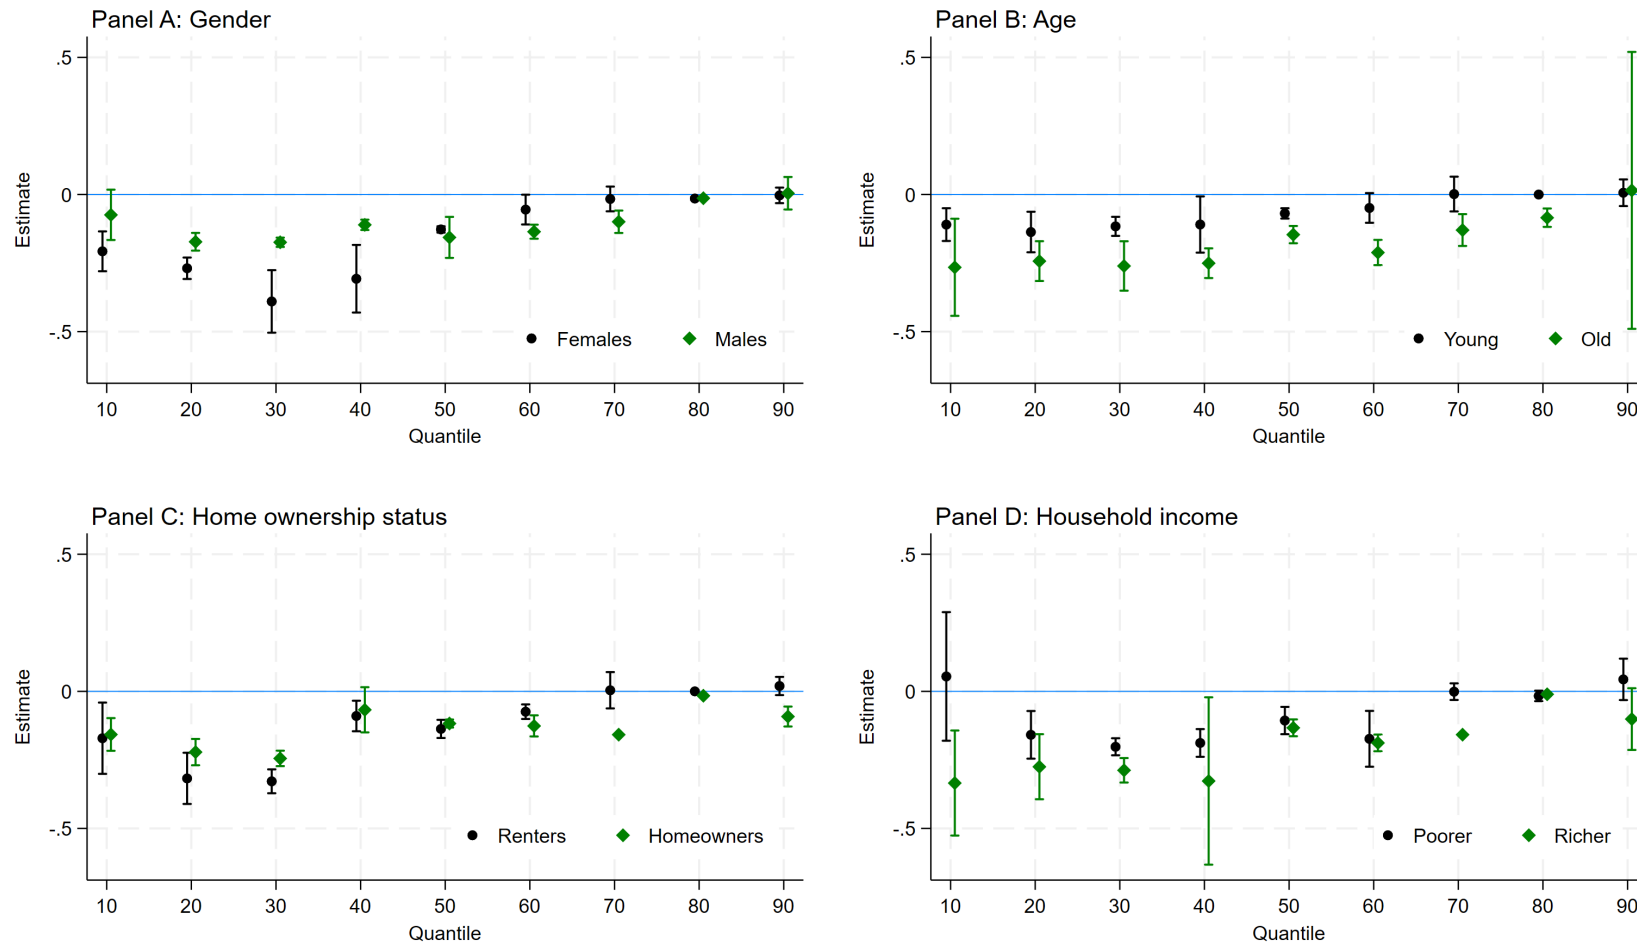 Panel A: Gender
.5
0
-.5
Estimate
Females Males
10 20 30 40 50 60 70 80 90
Quantile
Panel B: Age
.5
0
-.5
Estimate
Young Old
10 20 30 40 50 60 70 80 90
Quantile
Panel C: Home ownership status
.5
0
-.5
Estimate
Renters Homeowners
10 20 30 40 50 60 70 80 90
Quantile
Panel D: Household income
.5
0
-.5
Estimate
Poorer Richer
10 20 30 40 50 60 70 80 90
Quantile